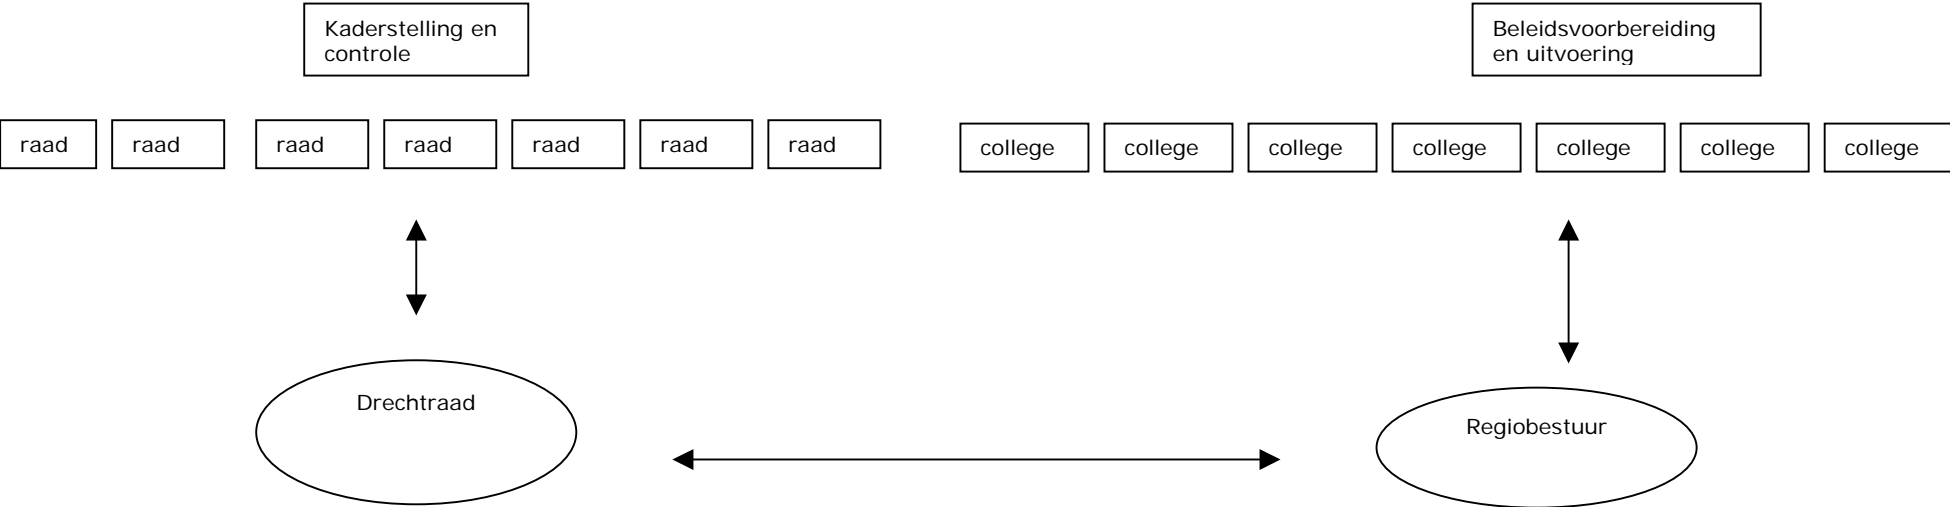 Kaderstelling en
controle
Beleidsvoorbereiding
en uitvoering
raad raad raad raad raad raad raad
college college college college college college college
Drechtraad
Regiobestuur